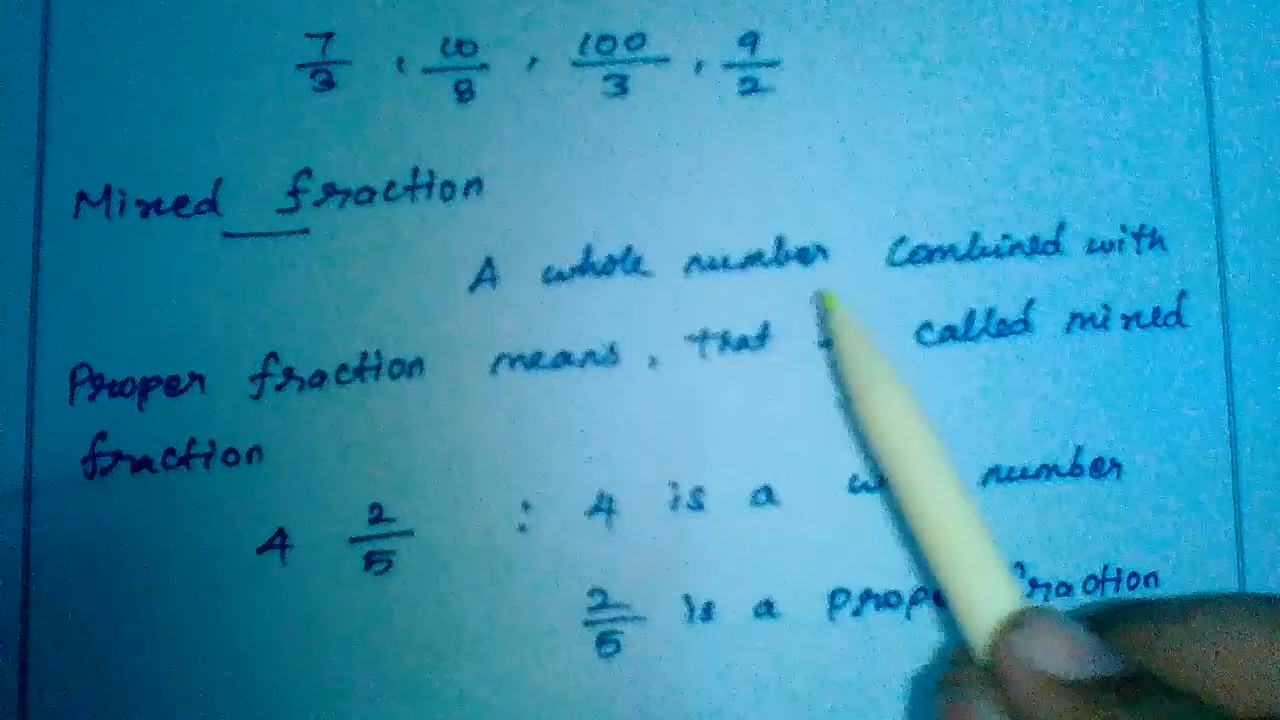 7/3 , 10/8 , 100/3 , 9/2
Mixed fraction
A whole number combined with
Proper fraction means, that called mixed
fraction
4 2/5 : 4 is a number
2/5 is a